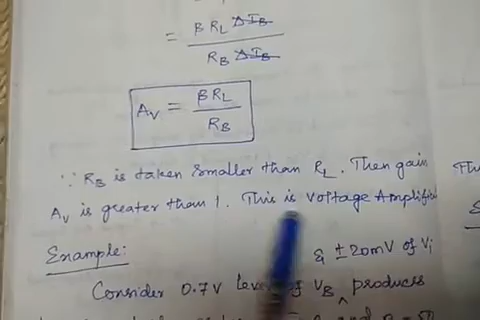 = β RL ΔIB / RB ΔIB
AV = β RL / RB
∵ RB is taken smaller than RL. Then gain
AV is greater than 1. This is Voltage Amplifi
Example:
& ±20mV of Vi
Consider 0.7V of VB produces